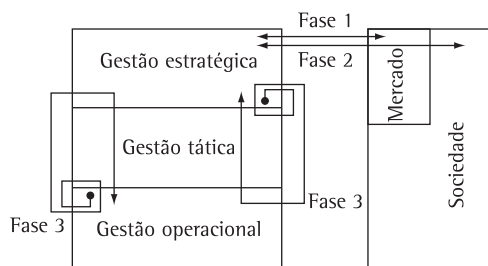 Fase 1
Gestão estratégica
Fase 2
Mercado
Sociedade
Gestão tática
Fase 3
Fase 3
Gestão operacional